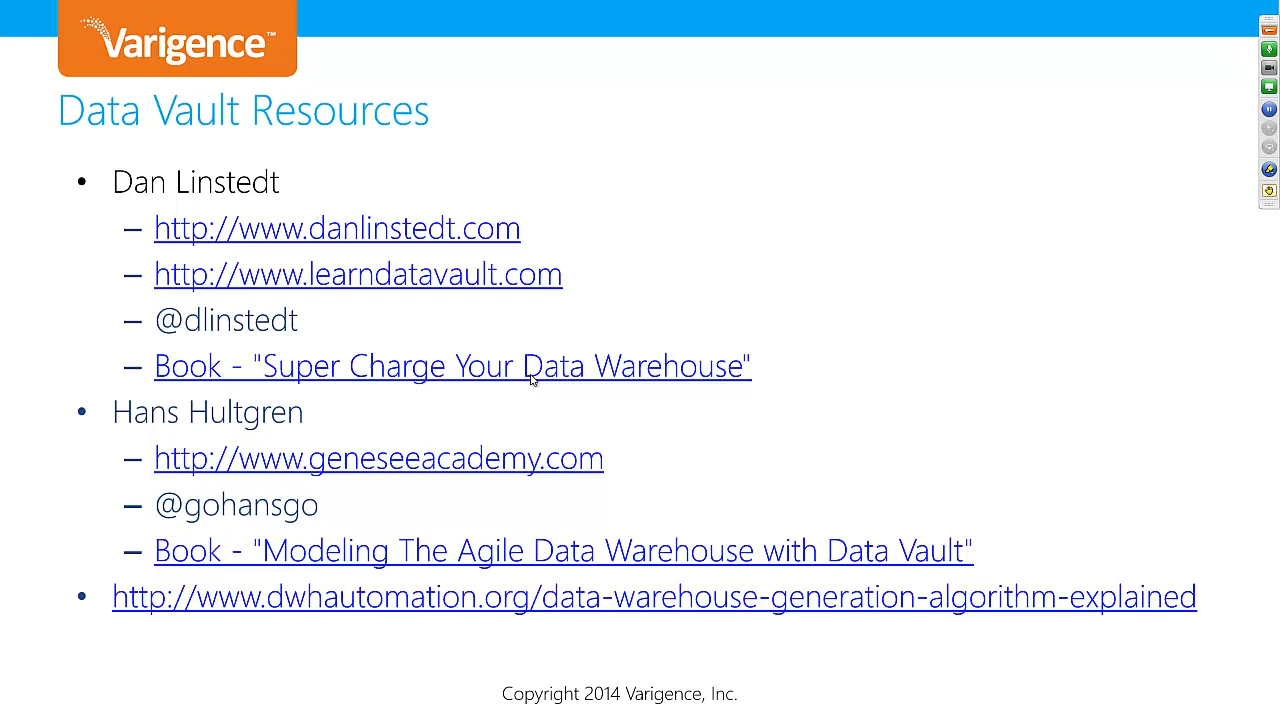 Varigence™
Data Vault Resources
• Dan Linstedt
– http://www.danlinstedt.com
– http://www.learndatavault.com
– @dlinstedt
– Book - "Super Charge Your Data Warehouse"
• Hans Hultgren
– http://www.geneseeacademy.com
– @gohansgo
– Book - "Modeling The Agile Data Warehouse with Data Vault"
• http://www.dwhautomation.org/data-warehouse-generation-algorithm-explained
Copyright 2014 Varigence, Inc.